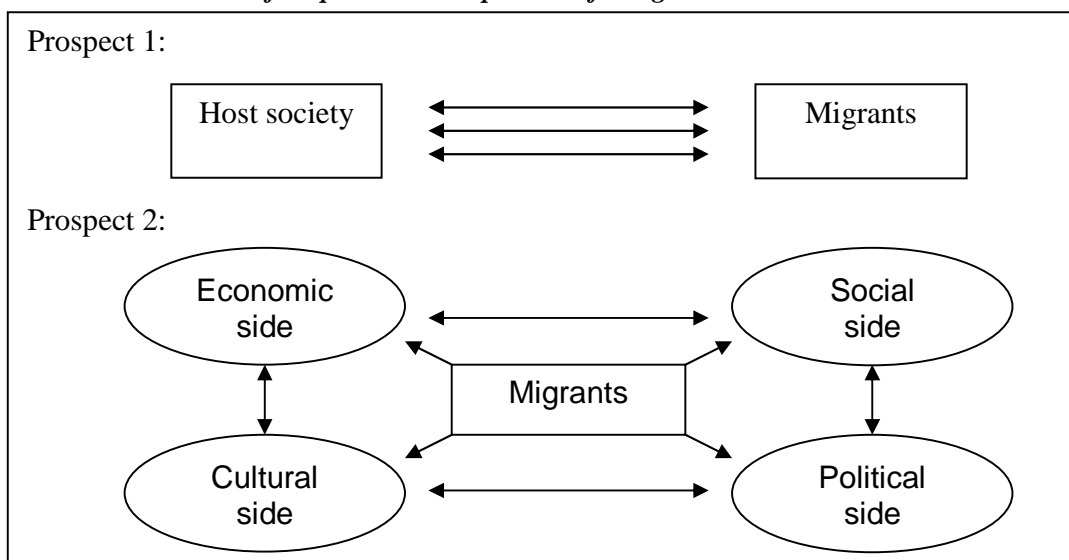 Prospect 1:
Host society
Migrants
Prospect 2:
Economic
side
Social
side
Migrants
Cultural
side
Political
side